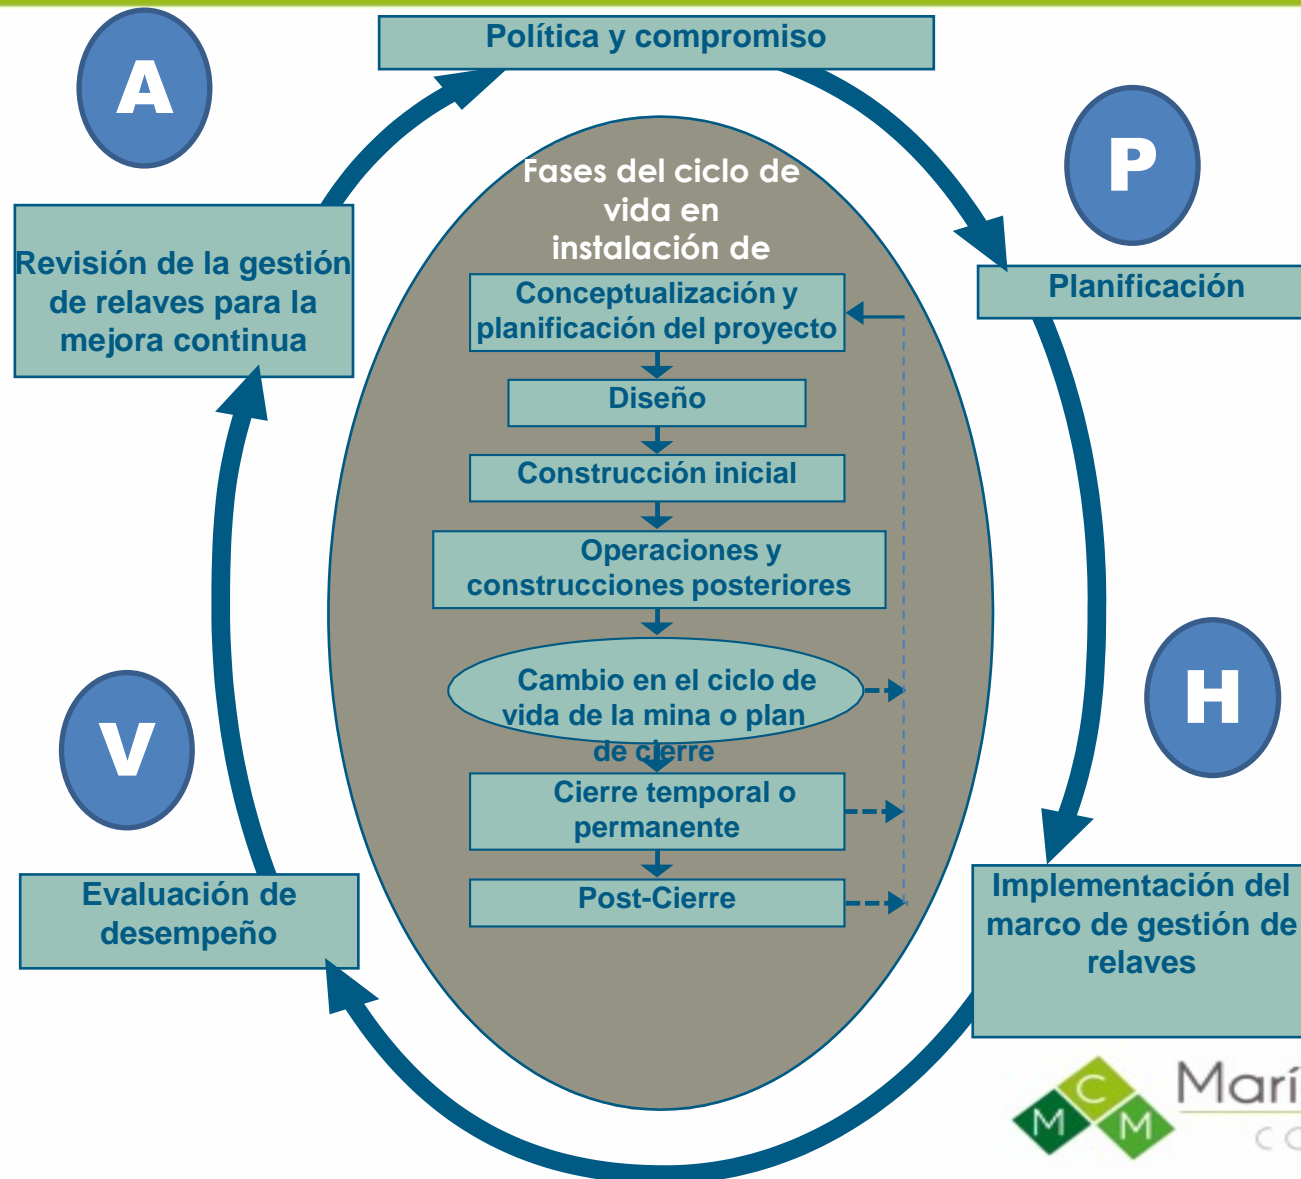 Política y compromiso
A
P
Fases del ciclo de
vida en
instalación de
Revisión de la gestión
de relaves para la
mejora continua
Planificación
Conceptualización y
planificación del proyecto
Diseño
Construcción inicial
Operaciones y
construcciones posteriores
Cambio en el ciclo de
vida de la mina o plan
de cierre
H
V
Cierre temporal o
permanente
Post-Cierre
Evaluación de
desempeño
Implementación del
marco de gestión de
relaves
M C M